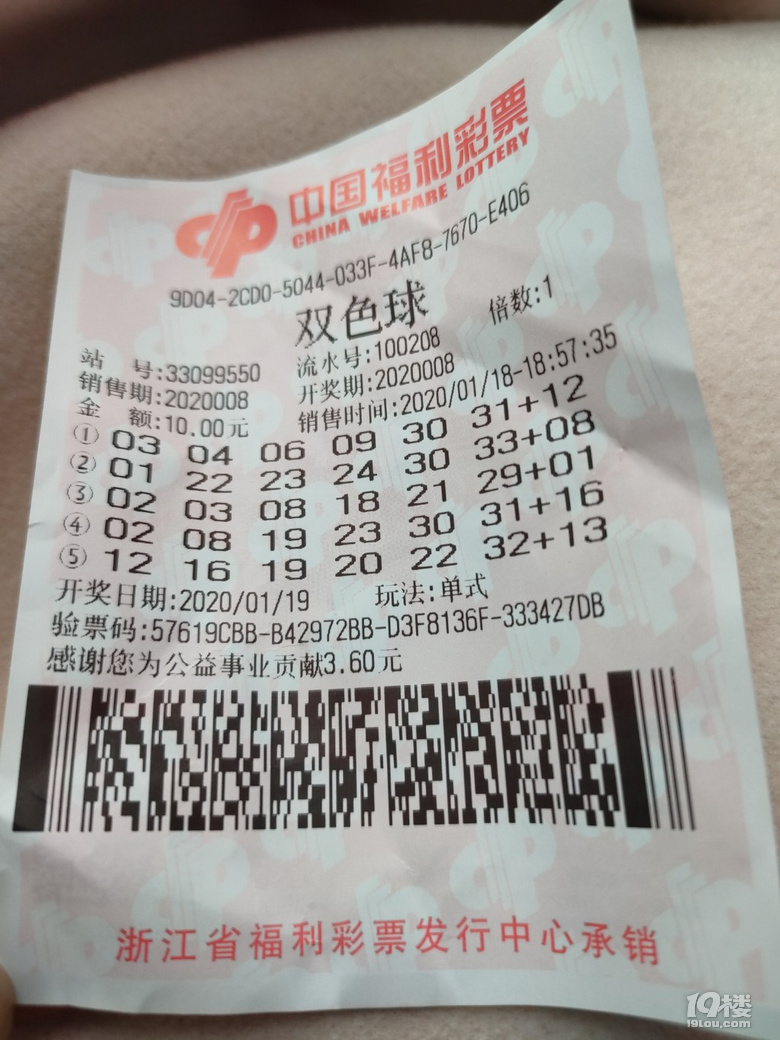 中国福利彩票
CHINA WELFARE LOTTERY
9D04-2CD0-5044-033F-4AF8-7670-E406
双色球 倍数:1
站 号:33099550 流水号:100208
销售期:2020008 开奖期:2020008
金 额:10.00元 销售时间:2020/01/18-18:57:35
① 03 04 06 09 30 31+12
② 01 22 23 24 30 33+08
③ 02 03 08 18 21 29+01
④ 02 08 19 23 30 31+16
⑤ 12 16 19 20 22 32+13
开奖日期:2020/01/19 玩法:单式
验票码:57619CBB-B42972BB-D3F8136F-333427DB
感谢您为公益事业贡献3.60元
浙江省福利彩票发行中心承销
19楼
19lou.com